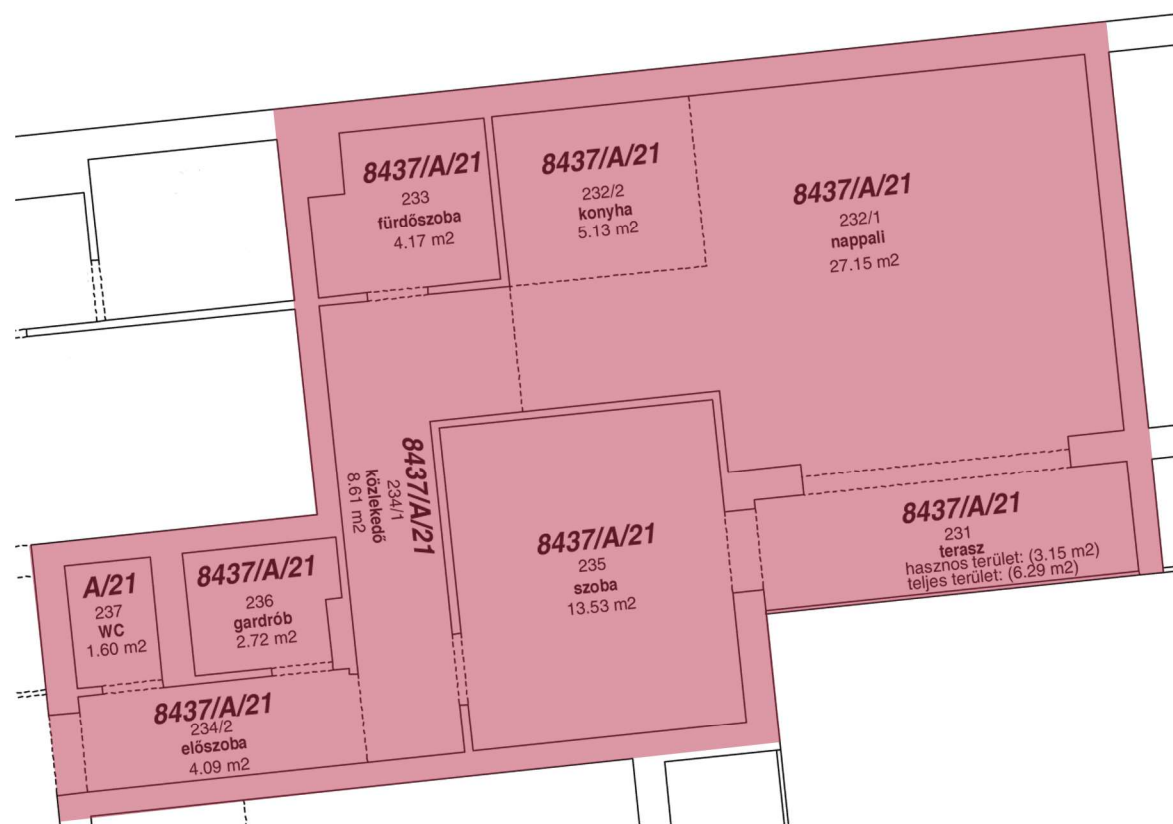 8437/A/21
233
fürdőszoba
4.17 m2
8437/A/21
232/2
konyha
5.13 m2
8437/A/21
232/1
nappali
27.15 m2
8437/A/21
234/1
közlekedő
8.61 m2
8437/A/21
235
szoba
13.53 m2
8437/A/21
231
terasz
hasznos terület: (3.15 m2)
teljes terület: (6.29 m2)
A/21
237
WC
1.60 m2
8437/A/21
236
gardrób
2.72 m2
8437/A/21
234/2
előszoba
4.09 m2